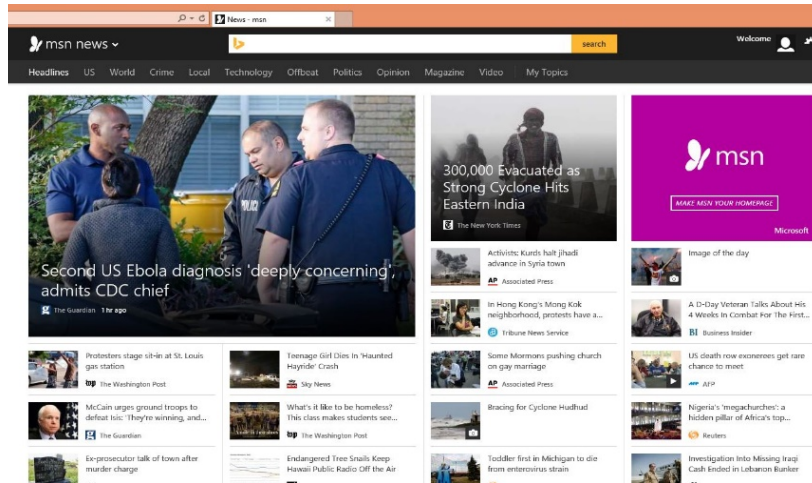 News - msn
msn news
search
Welcome
Headlines US World Crime Local Technology Offbeat Politics Opinion Magazine Video My Topics
POLICE
Second US Ebola diagnosis 'deeply concerning',
admits CDC chief
The Guardian 1 hr ago
300,000 Evacuated as
Strong Cyclone Hits
Eastern India
The New York Times
msn
MAKE MSN YOUR HOMEPAGE
Microsoft
Activists: Kurds halt jihadi
advance in Syria town
AP Associated Press
Image of the day
In Hong Kong's Mong Kok
neighborhood, protests have a...
Tribune News Service
A D-Day Veteran Talks About His
4 Weeks In Combat For The First...
BI Business Insider
Protesters stage sit-in at St. Louis
gas station
wp The Washington Post
Teenage Girl Dies In 'Haunted
Hayride' Crash
Sky News
Some Mormons pushing church
on gay marriage
AP Associated Press
US death row exonerees get rare
chance to meet
AFP AFP
McCain urges ground troops to
defeat Isis: 'They're winning, and...
The Guardian
What's it like to be homeless?
This class makes students see...
wp The Washington Post
Bracing for Cyclone Hudhud
Nigeria's 'megachurches': a
hidden pillar of Africa's top...
Reuters
Ex-prosecutor talk of town after
murder charge
Endangered Tree Snails Keep
Hawaii Public Radio Off the Air
Toddler first in Michigan to die
from enterovirus strain
Investigation Into Missing Iraqi
Cash Ended in Lebanon Bunker